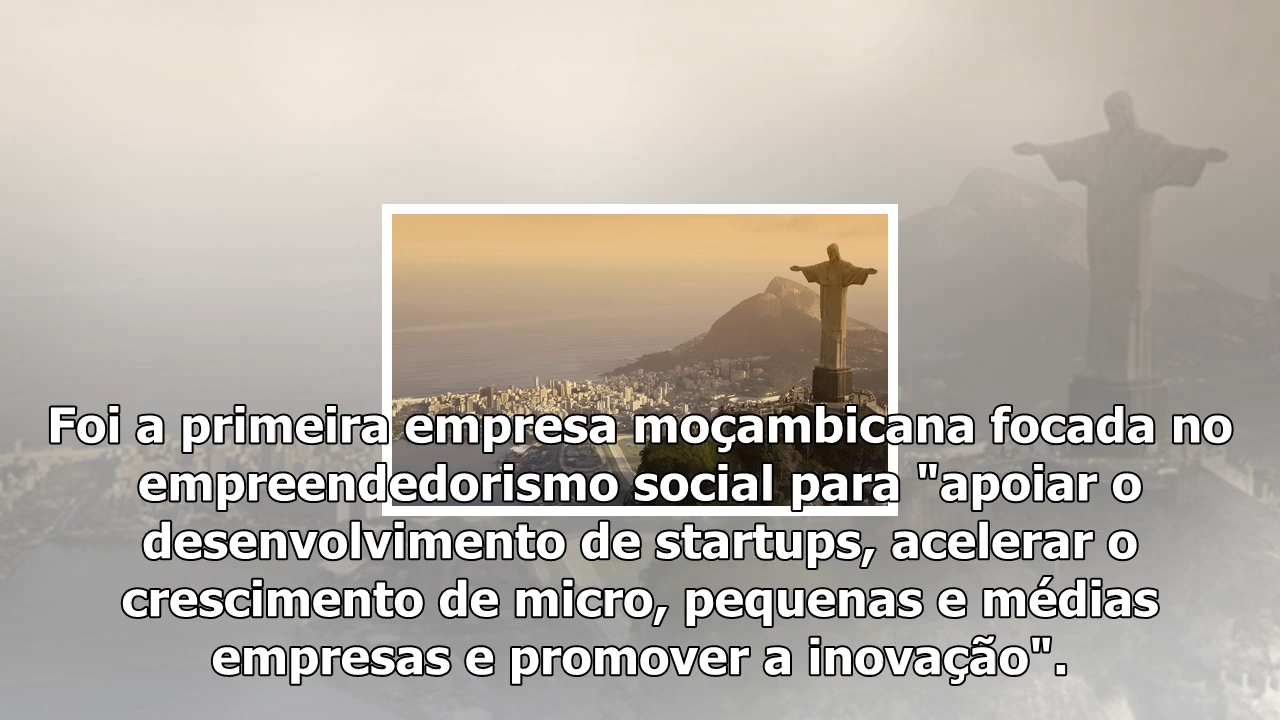 Foi a primeira empresa moçambicana focada no
empreendedorismo social para "apoiar o
desenvolvimento de startups, acelerar o
crescimento de micro, pequenas e médias
empresas e promover a inovação".